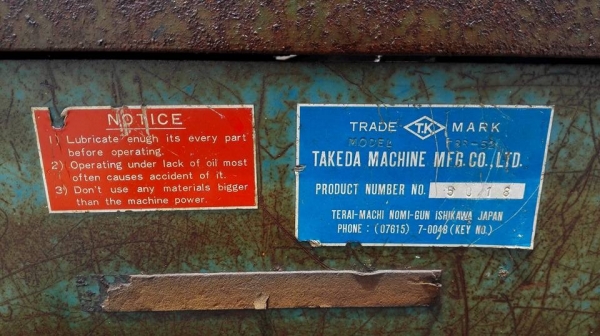 NOTICE
1) Lubricate enugh its every part
before operating.
2) Operating under lack of oil most
often causes accident of it.
3) Don't use any materials bigger
than the machine power.
TRADE TK MARK
MODEL
TAKEDA MACHINE MFG.CO.,LTD.
PRODUCT NUMBER NO.
TERAI-MACHI NOMI-GUN ISHIKAWA JAPAN
PHONE : (07615) 7-0048 (KEY NO.)